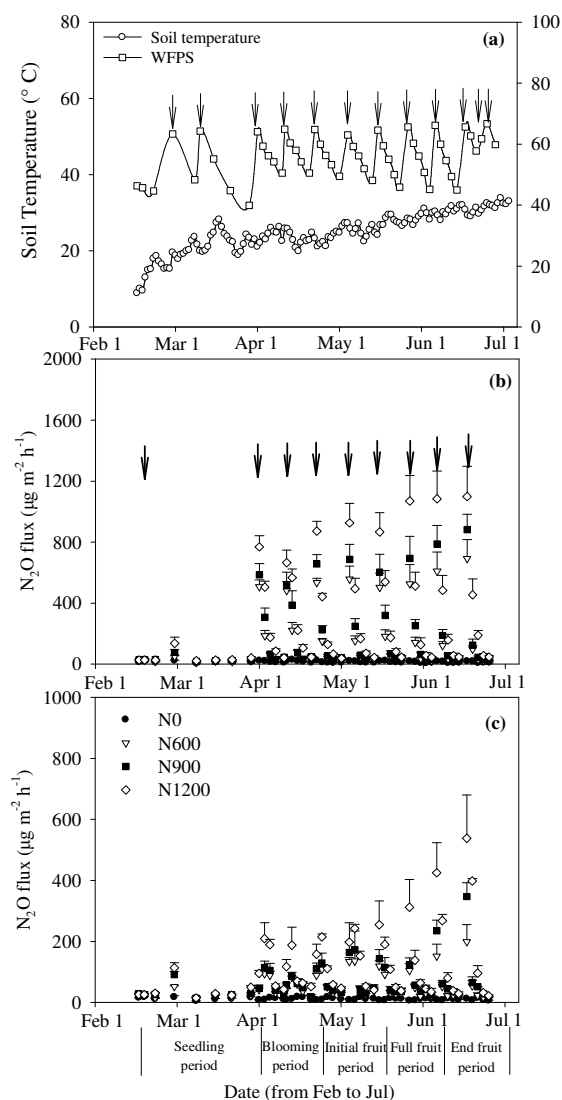 80 100
Soil temperature (a)
WFPS
60 80
60
40
40
20
20
0 0
Soil Temperature (° C)
Feb 1 Mar 1 Apr 1 May 1 Jun 1 Jul 1
2000
(b)
1600
1200
800
400
0
N₂O flux (µg m⁻² h⁻¹)
Feb 1 Mar 1 Apr 1 May 1 Jun 1 Jul 1
1000
N0 (c)
N600
800
N900
N1200
600
400
200
0
N₂O flux (µg m⁻² h⁻¹)
Feb 1 Mar 1 Apr 1 May 1 Jun 1 Jul 1
Seedling period
Blooming period
Initial fruit period
Full fruit period
End fruit period
Date (from Feb to Jul)